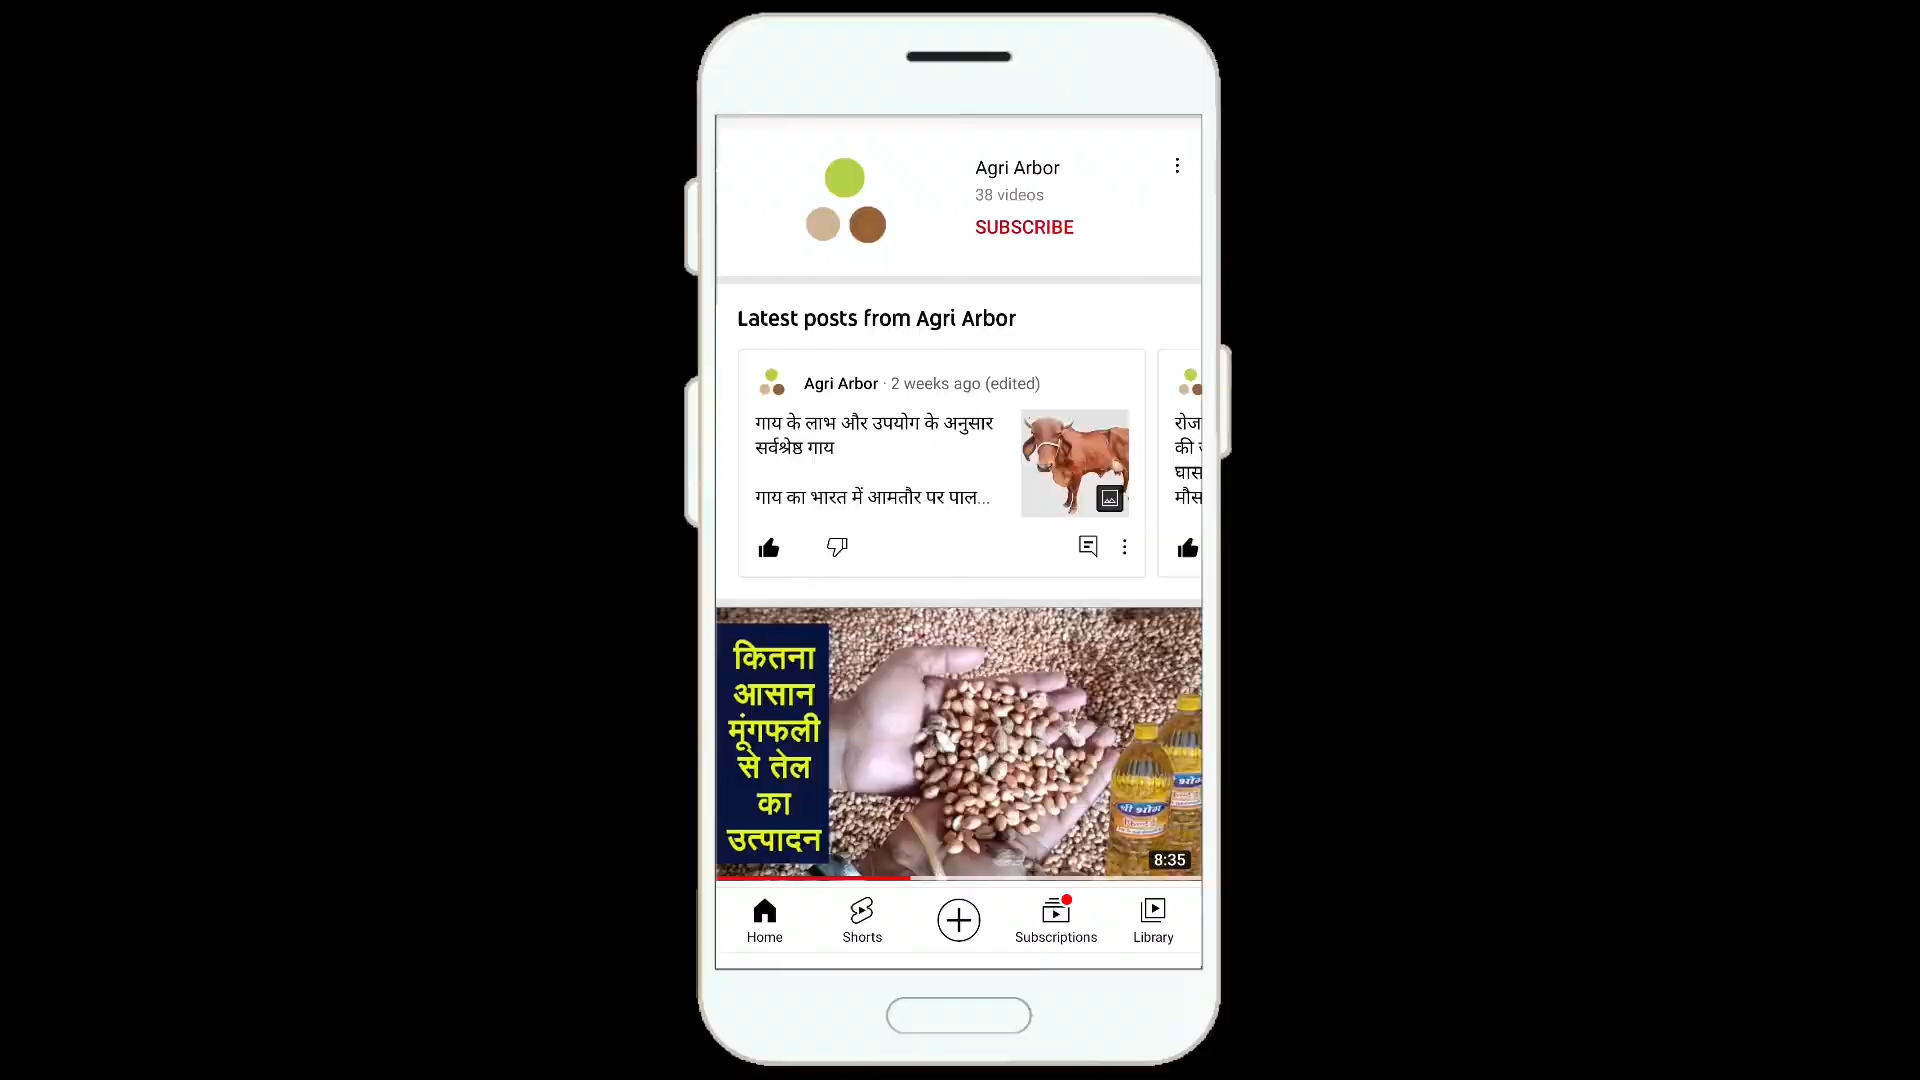 Agri Arbor
38 videos
SUBSCRIBE
Latest posts from Agri Arbor
Agri Arbor · 2 weeks ago (edited)
गाय के लाभ और उपयोग के अनुसार
सर्वश्रेष्ठ गाय
गाय का भारत में आमतौर पर पाल...
रोज
की
घास
मौस
कितना
आसान
मूंगफली
से तेल
का
उत्पादन
श्री भोग
8:35
Home
Shorts
Subscriptions
Library